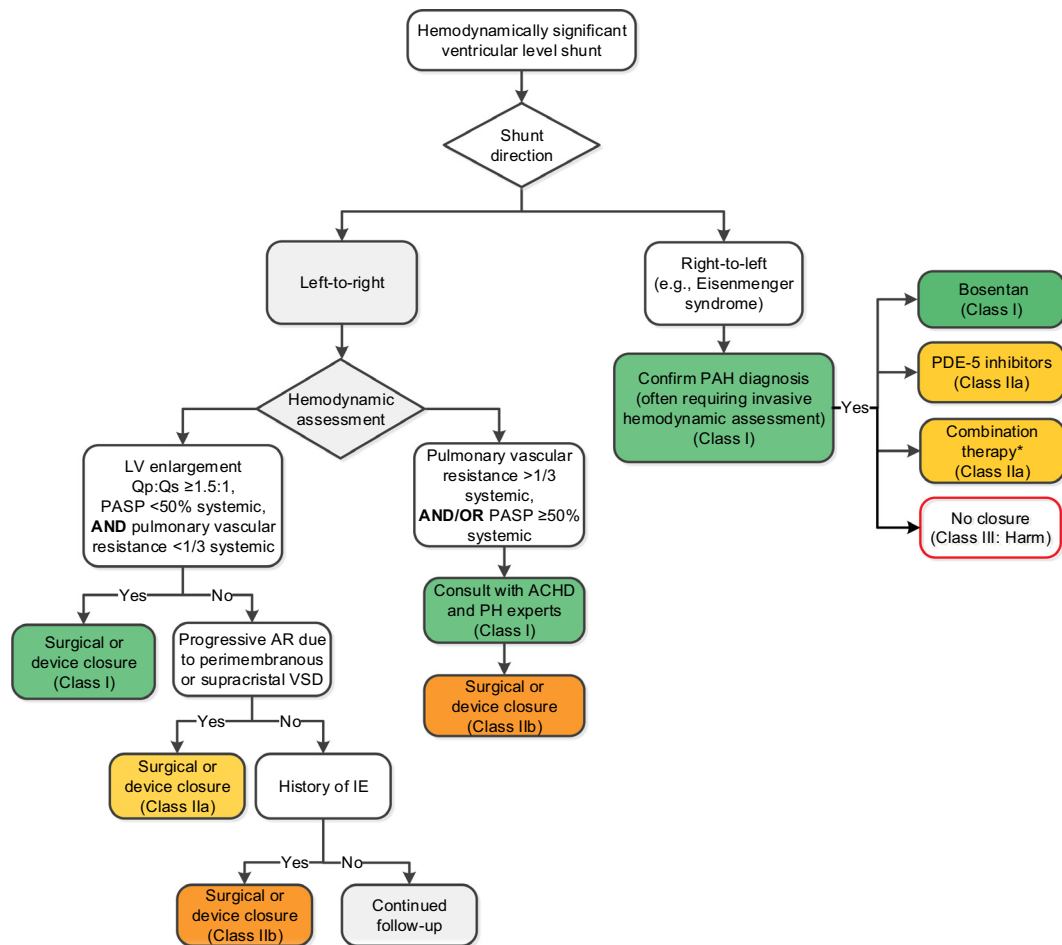 Hemodynamically significant
ventricular level shunt
Shunt
direction
Left-to-right
Right-to-left
(e.g., Eisenmenger
syndrome)
Bosentan
(Class I)
PDE-5 inhibitors
(Class IIa)
Combination
therapy*
(Class IIa)
No closure
(Class III: Harm)
Confirm PAH diagnosis
(often requiring invasive
hemodynamic assessment)
(Class I)
Yes
Hemodynamic
assessment
LV enlargement
Qp:Qs ≥1.5:1,
PASP <50% systemic,
AND pulmonary vascular
resistance <1/3 systemic
Pulmonary vascular
resistance >1/3
systemic,
AND/OR PASP ≥50%
systemic
Yes
No
Consult with ACHD
and PH experts
(Class I)
Surgical or
device closure
(Class I)
Progressive AR due
to perimembranous
or supracristal VSD
Surgical or
device closure
(Class IIb)
Yes
No
Surgical or
device closure
(Class IIa)
History of IE
Yes
No
Surgical or
device closure
(Class IIb)
Continued
follow-up